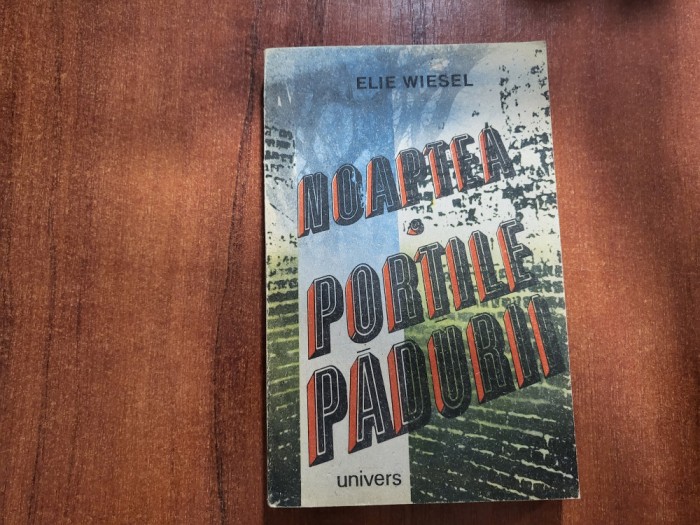 ELIE WIESEL
NOAPTEA
PORȚILE
PĂDURII
univers